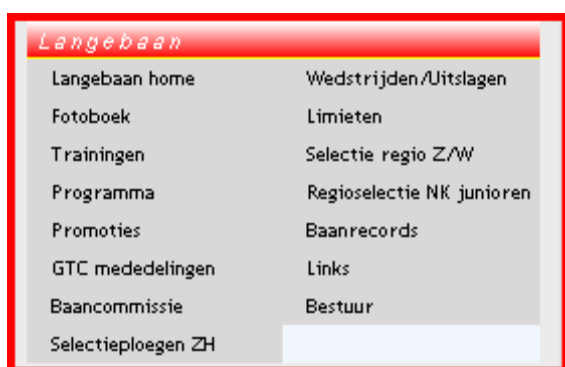 Langebaan
Langebaan home Wedstrijden/Uitslagen
Fotoboek Limieten
Trainingen Selectie regio Z/W
Programma Regioselectie NK junioren
Promoties Baanrecords
GTC mededelingen Links
Baancommissie Bestuur
Selectieploegen ZH